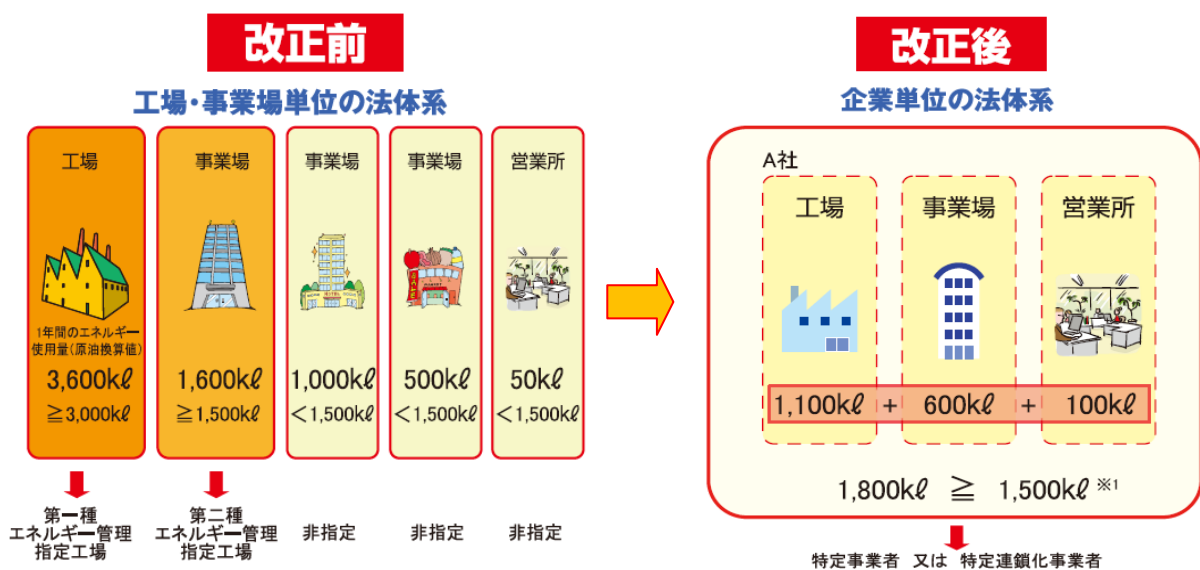 改正前
工場・事業場単位の法体系
工場
1年間のエネルギー
使用量(原油換算値)
3,600kℓ
≧3,000kℓ
第一種
エネルギー管理
指定工場
事業場
1,600kℓ
≧1,500kℓ
第二種
エネルギー管理
指定工場
事業場
1,000kℓ
<1,500kℓ
非指定
事業場
500kℓ
<1,500kℓ
非指定
営業所
50kℓ
<1,500kℓ
非指定
改正後
企業単位の法体系
A社
工場 事業場 営業所
1,100kℓ + 600kℓ + 100kℓ
1,800kℓ ≧ 1,500kℓ ※1
特定事業者 又は 特定連鎖化事業者